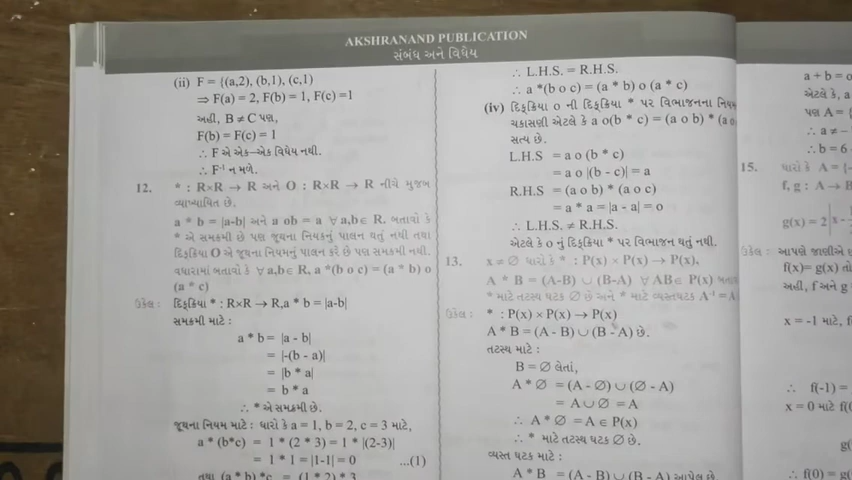 AKSHRANAND PUBLICATION
સંબંધ અને વિધેય
(ii) F = {(a,2), (b,1), (c,1)
⇒ F(a) = 2, F(b) = 1, F(c) =1
અહી, B ≠ C પણ,
F(b) = F(c) = 1
∴ F એ એક–એક વિધેય નથી.
∴ F⁻¹ ન મળે.
12. * : R×R → R અને O : R×R → R નીચે મુજબ
વ્યાખ્યાયિત છે.
a * b = |a-b| અને a ob = a ∀ a,b∈ R. બતાવો કે
* એ સમક્રમી છે પણ જૂથના નિયમનું પાલન થતું નથી તથા
દિક્ક્રિયા O એ જૂથના નિયમનું પાલન કરે છે પણ સમક્રમી નથી.
વધારામાં બતાવો કે ∀ a,b∈ R, a *(b o c) = (a * b) o
(a * c)
ઉકેલ : દિક્ક્રિયા * : R×R → R,a * b = |a-b|
સમક્રમી માટે :
a * b = |a - b|
= |-(b - a)|
= |b * a|
= b * a
∴ * એ સમક્રમી છે.
જૂથના નિયમ માટે : ધારો કે a = 1, b = 2, c = 3 માટે,
a * (b*c) = 1 * (2 * 3) = 1 * |(2-3)|
= 1 * 1 = |1-1| = 0 ...(1)
તથા (a * b) *c = (1 * 2) * 3
∴ L.H.S. = R.H.S.
∴ a *(b o c) = (a * b) o (a * c)
(iv) દિક્ક્રિયા o ની દિક્ક્રિયા * પર વિભાજનના નિયમ
ચકાસણી એટલે કે a o(b * c) = (a o b) * (a o
સત્ય છે.
L.H.S = a o (b * c)
= a o |(b - c)| = a
R.H.S = (a o b) * (a o c)
= a * a = |a - a| = o
∴ L.H.S. ≠ R.H.S.
એટલે કે o નું દિક્ક્રિયા * પર વિભાજન થતું નથી.
13. x ≠ ∅ ધારો કે * : P(x) × P(x) → P(x),
A * B = (A-B) ∪ (B-A) ∀ AB∈ P(x)
* માટે તટસ્થ ઘટક ∅ છે અને * માટે વ્યસ્તઘટક A⁻¹ = A
ઉકેલ : * : P(x) × P(x) → P(x)
A * B = (A - B) ∪ (B - A) છે.
તટસ્થ માટે :
B = ∅ લેતાં,
A * ∅ = (A - ∅) ∪ (∅ - A)
= A ∪ ∅ = A
∴ A * ∅ = A ∈ P(x)
∴ * માટે તટસ્થ ઘટક ∅ છે.
વ્યસ્ત ઘટક માટે :
A * B = (A - B) ∪ (B - A) આપેલ છે.
a + b = o
એટલે કે, a
પણ A = {
∴ a ≠ –
∴ b = 6
15. ધારો કે A = {-
f, g : A → B
g(x) = 2|x -
ઉકેલ : આપણે જાણીએ છ
f(x)= g(x) તો
અહી, f અને g
x = -1 માટે, f
∴ f(-1) =
x = 0 માટે f(
g(
∴ f(0) = g(